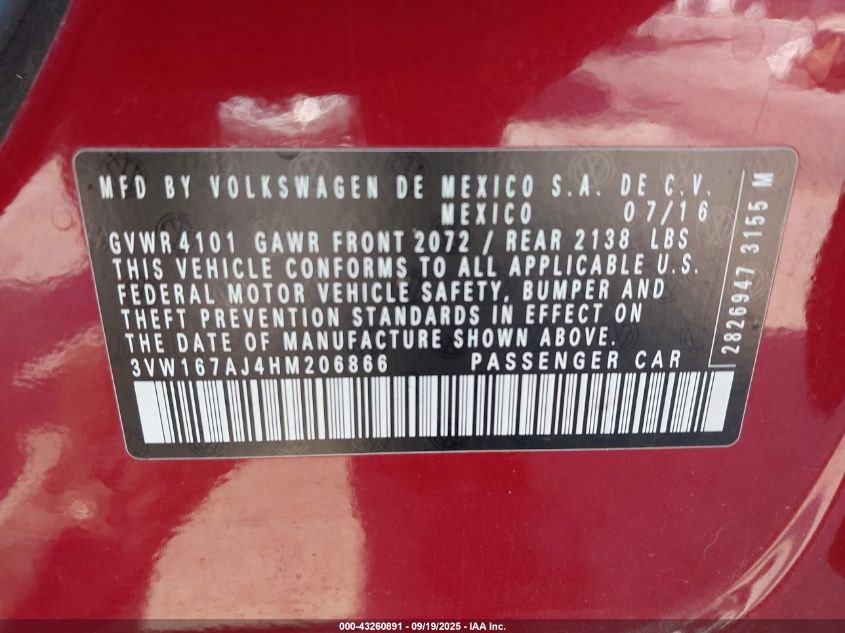 MFD BY VOLKSWAGEN DE MEXICO S.A. DE C.V.
MEXICO 07/16
GVWR 4101 GAWR FRONT 2072 / REAR 2138 LBS
THIS VEHICLE CONFORMS TO ALL APPLICABLE U.S.
FEDERAL MOTOR VEHICLE SAFETY, BUMPER AND
THEFT PREVENTION STANDARDS IN EFFECT ON
THE DATE OF MANUFACTURE SHOWN ABOVE.
3VW167AJ4HM206866 PASSENGER CAR
2826947 3155 M
000-43260891 - 09/19/2025 - IAA Inc.